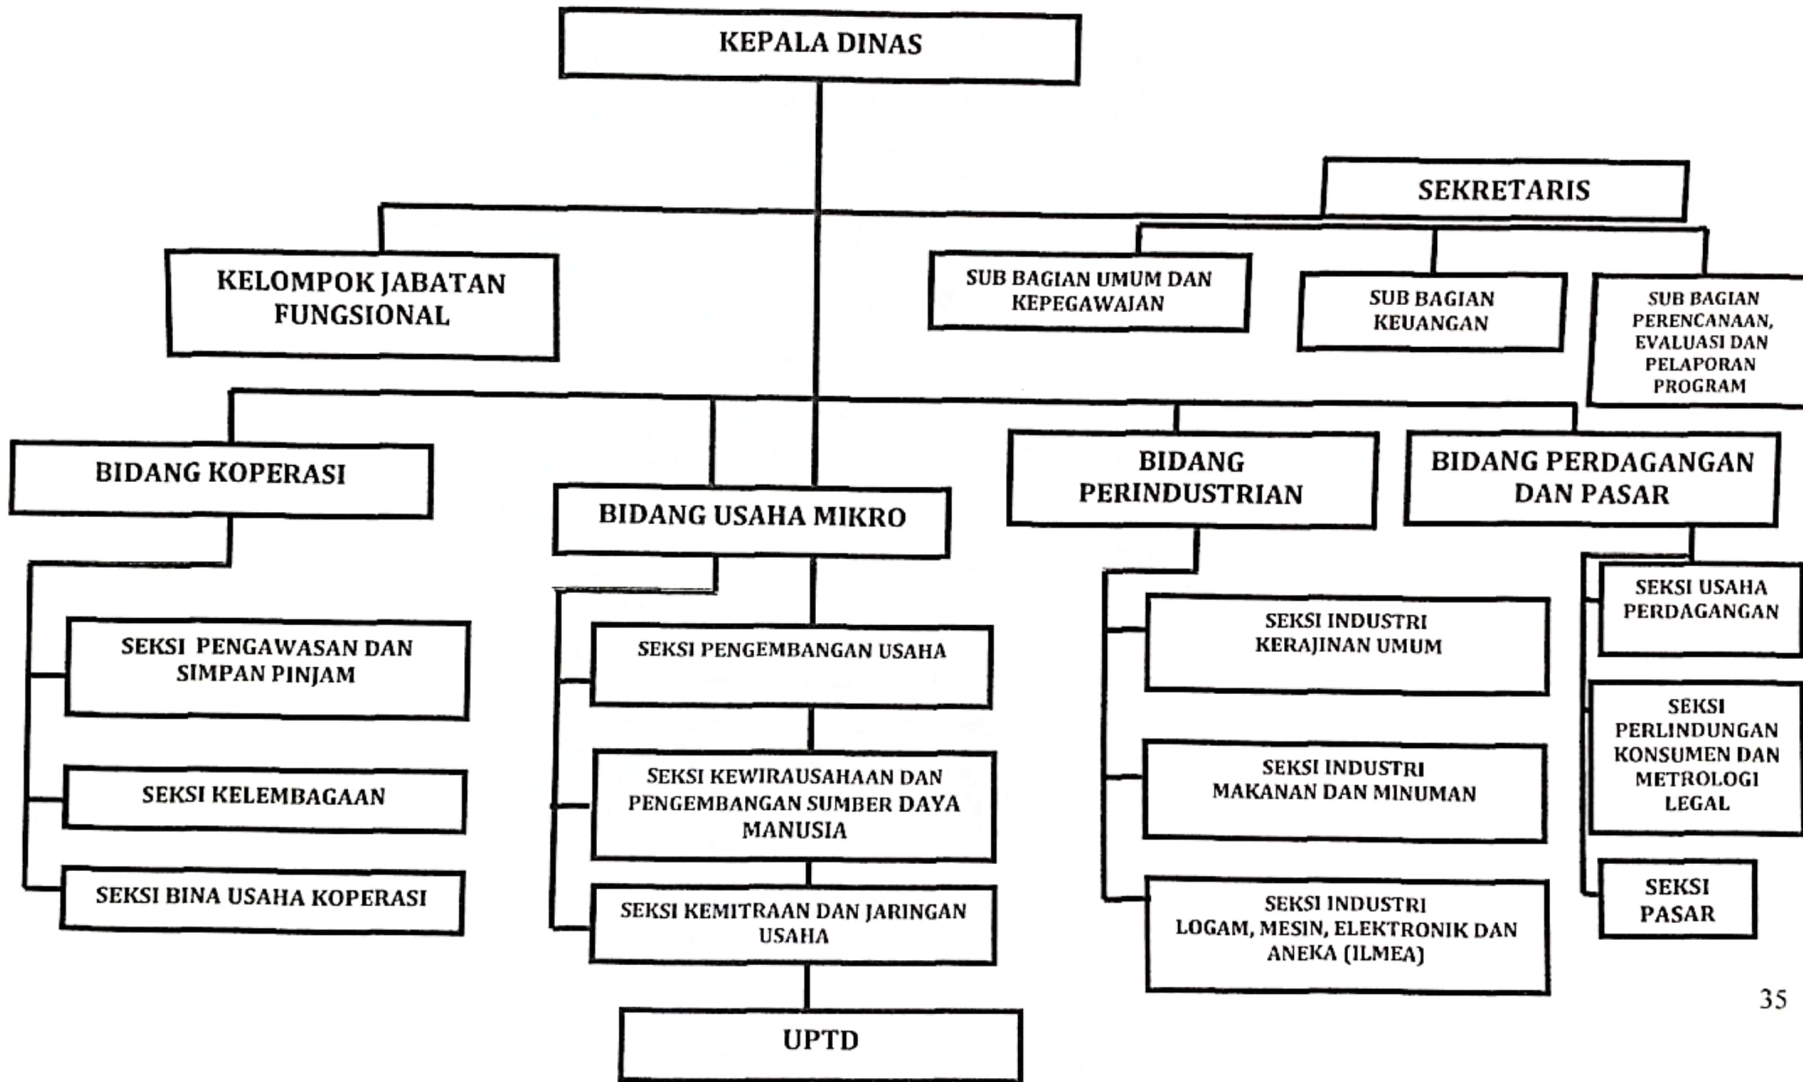 KEPALA DINAS
SEKRETARIS
KELOMPOK JABATAN
FUNGSIONAL
SUB BAGIAN UMUM DAN
KEPEGAWAJAN
SUB BAGIAN
KEUANGAN
SUB BAGIAN
PERENCANAAN,
EVALUASI DAN
PELAPORAN
PROGRAM
BIDANG KOPERASI
BIDANG USAHA MIKRO
BIDANG
PERINDUSTRIAN
BIDANG PERDAGANGAN
DAN PASAR
SEKSI PENGAWASAN DAN
SIMPAN PINJAM
SEKSI KELEMBAGAAN
SEKSI BINA USAHA KOPERASI
SEKSI PENGEMBANGAN USAHA
SEKSI KEWIRAUSAHAAN DAN
PENGEMBANGAN SUMBER DAYA
MANUSIA
SEKSI KEMITRAAN DAN JARINGAN
USAHA
UPTD
SEKSI INDUSTRI
KERAJINAN UMUM
SEKSI INDUSTRI
MAKANAN DAN MINUMAN
SEKSI INDUSTRI
LOGAM, MESIN, ELEKTRONIK DAN
ANEKA (ILMEA)
SEKSI USAHA
PERDAGANGAN
SEKSI
PERLINDUNGAN
KONSUMEN DAN
METROLOGI
LEGAL
SEKSI
PASAR
35